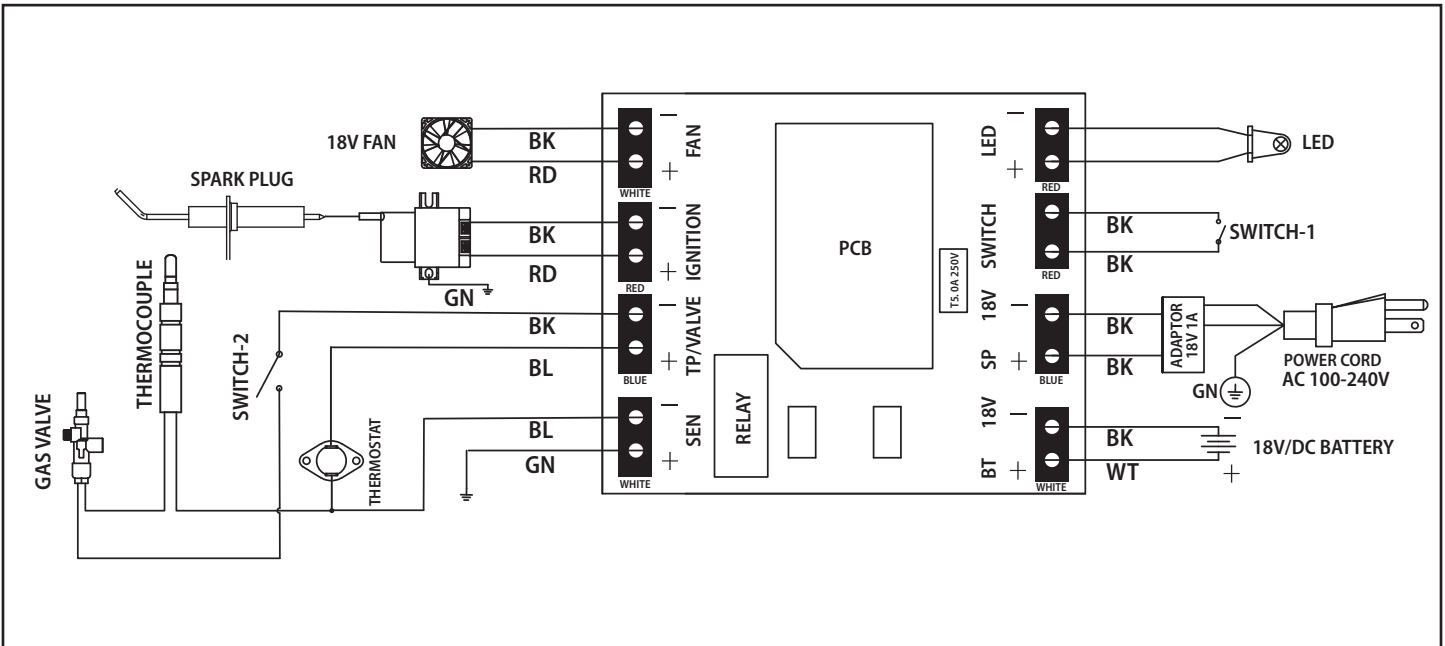 18V FAN
BK
RD
−
+
FAN
WHITE
SPARK PLUG
BK
RD
GN
−
+
IGNITION
RED
THERMOCOUPLE
SWITCH-2
GAS VALVE
BK
BL
−
+
TP/VALVE
BLUE
THERMOSTAT
BL
GN
−
+
SEN
WHITE
PCB
T5. 0A 250V
RELAY
LED
−
+
RED
LED
SWITCH
RED
BK
BK
SWITCH-1
18V −
SP +
BLUE
BK
BK
ADAPTOR
18V 1A
GN
POWER CORD
AC 100-240V
18V −
BT +
WHITE
BK
WT
−
+
18V/DC BATTERY